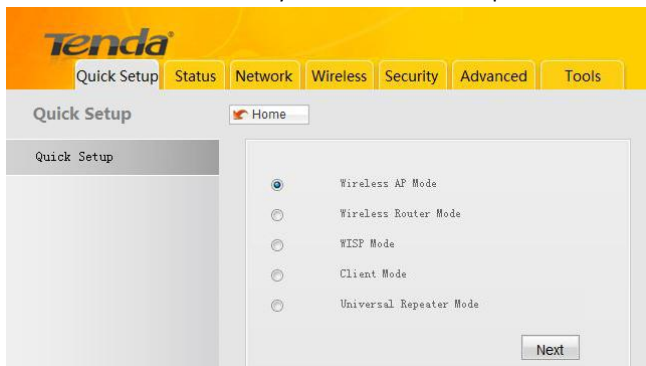 Tenda
Quick Setup Status Network Wireless Security Advanced Tools
Quick Setup Home
Quick Setup
Wireless AP Mode
Wireless Router Mode
WISP Mode
Client Mode
Universal Repeater Mode
Next